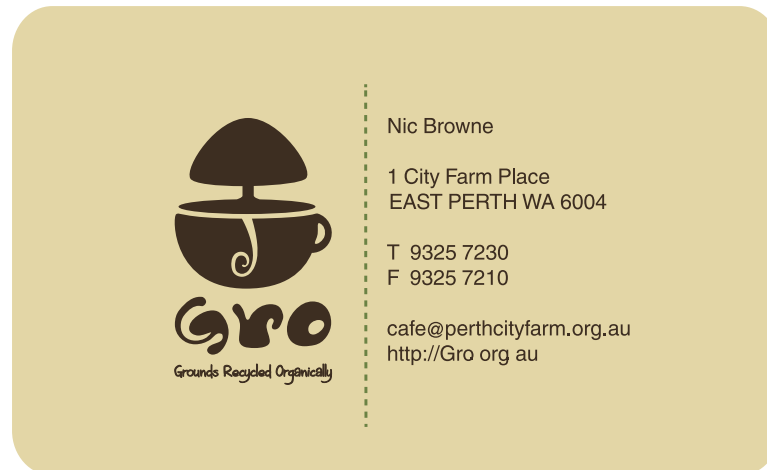 Gro
Grounds Recycled Organically
Nic Browne
1 City Farm Place
EAST PERTH WA 6004
T 9325 7230
F 9325 7210
cafe@perthcityfarm.org.au
http://Gro org au